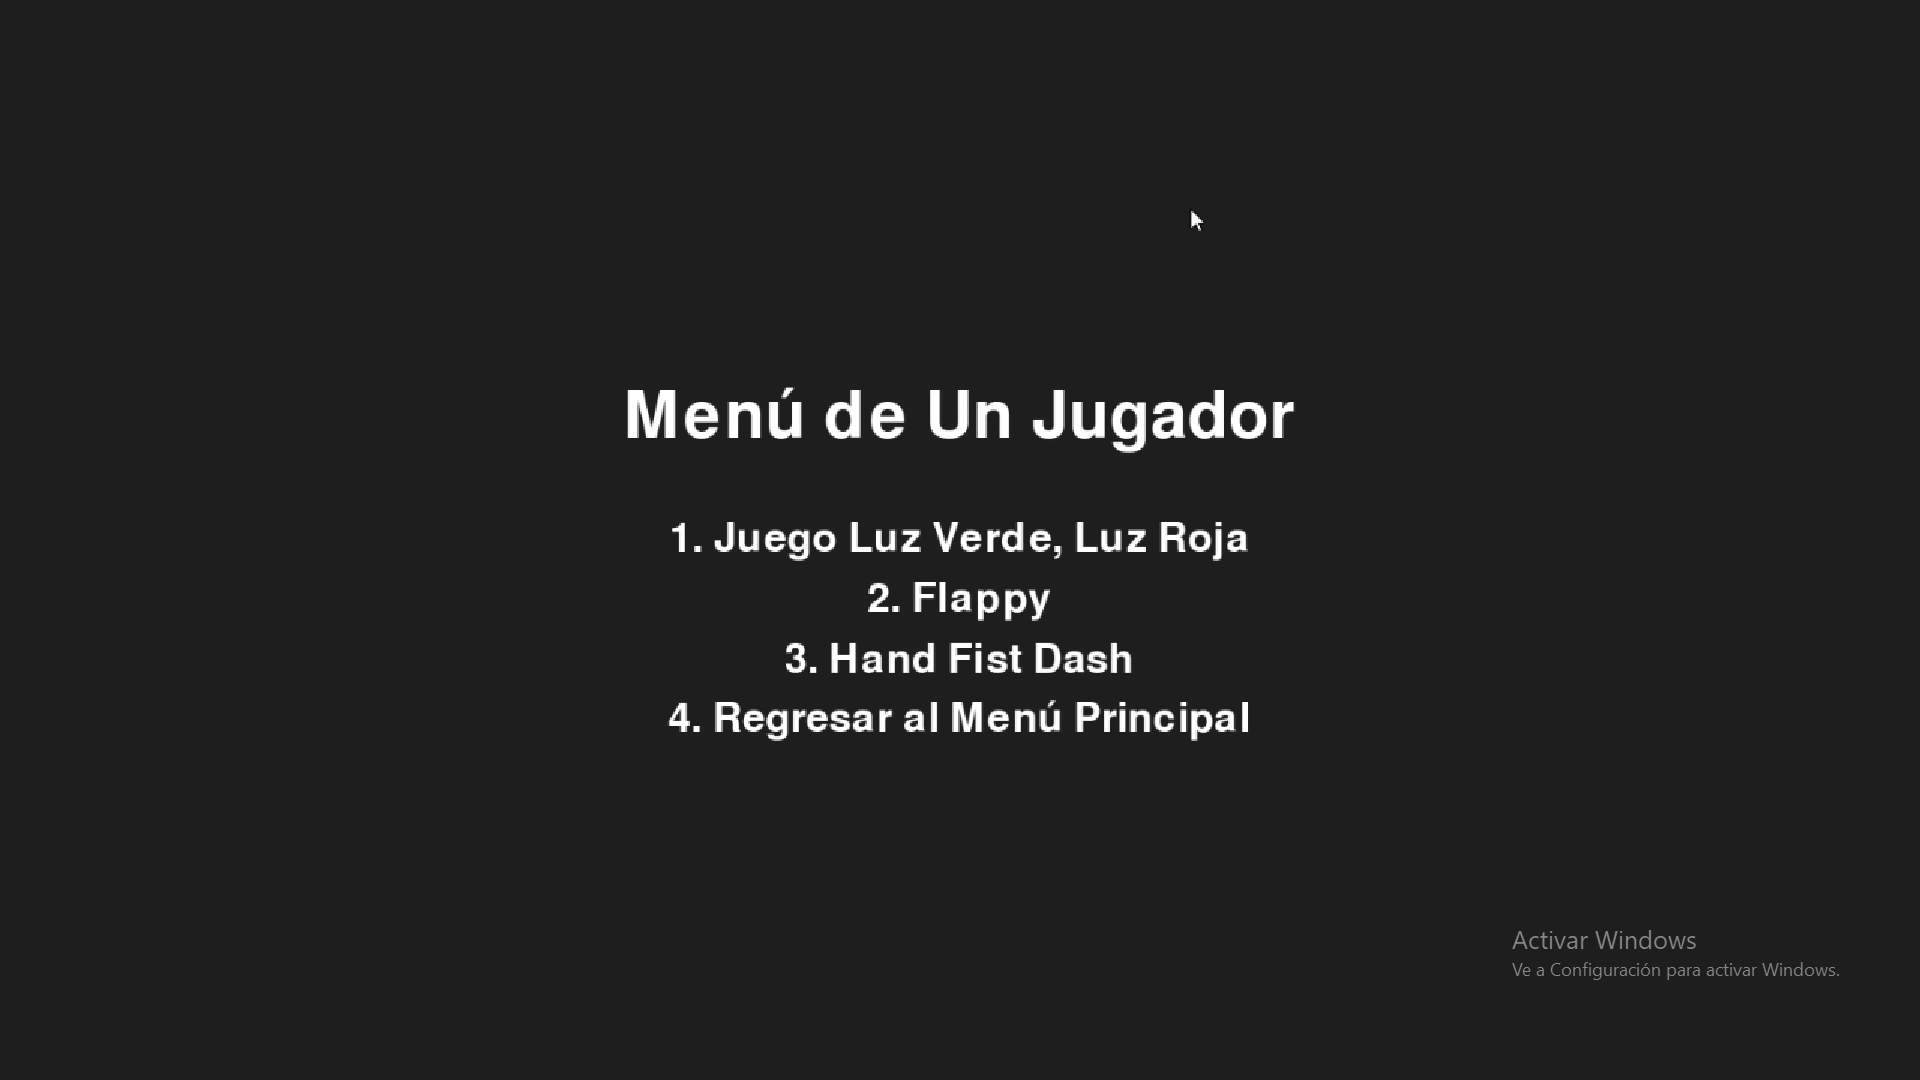 Menú de Un Jugador
1. Juego Luz Verde, Luz Roja
2. Flappy
3. Hand Fist Dash
4. Regresar al Menú Principal
Activar Windows
Ve a Configuración para activar Windows.